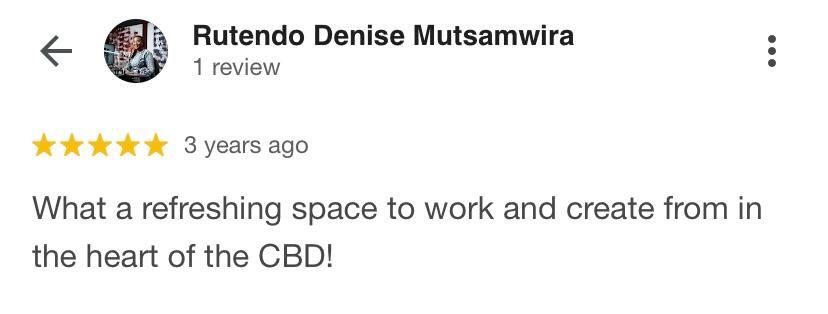 Rutendo Denise Mutsamwira
1 review
3 years ago
What a refreshing space to work and create from in
the heart of the CBD!